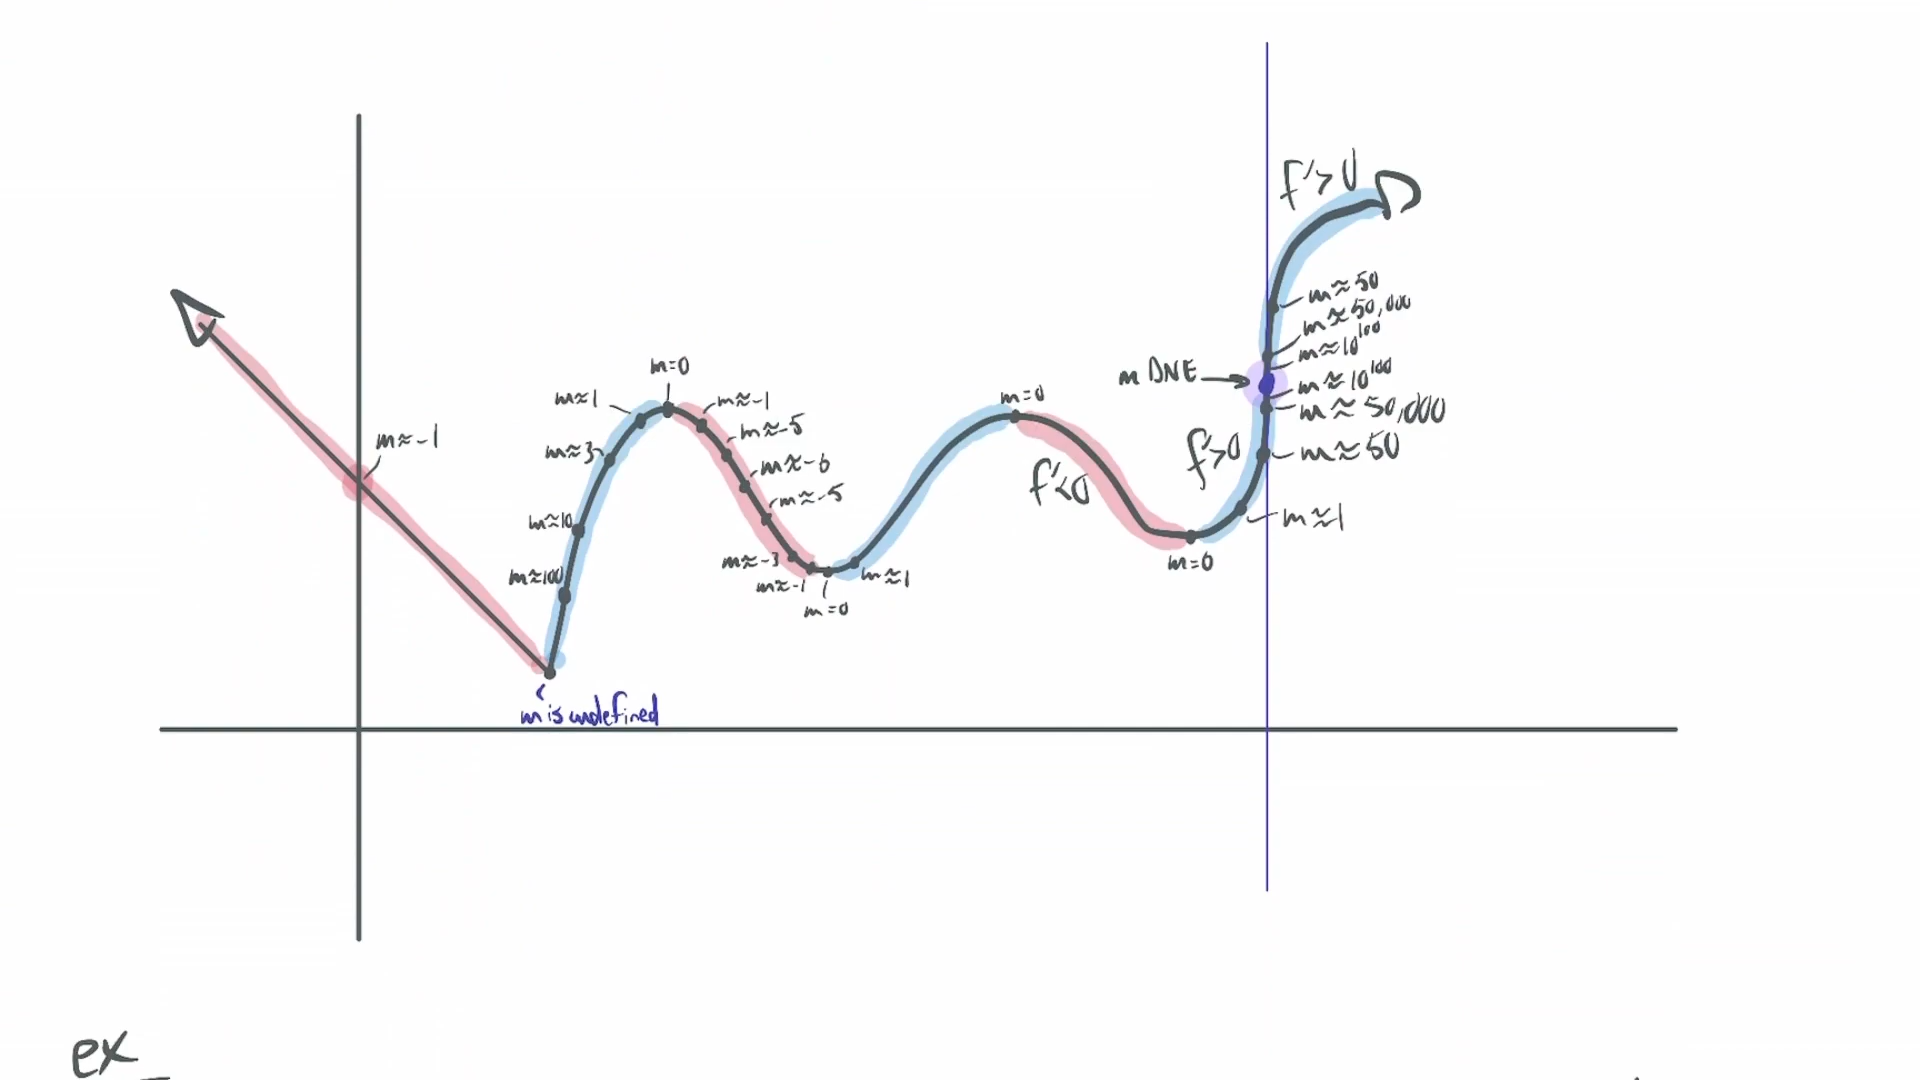 f'>0
m≈50
m≈50,000
m≈10^100
m DNE
m≈10^100
m≈50,000
f'>0
m≈50
m≈1
m≈-1
m=0
m≈1
m≈-1
m≈-5
m≈3
m≈-6
m≈-5
m≈10
m≈-3
m≈100
m≈-1
m=0
m≈1
m=0
f'<0
m=0
m is undefined
ex